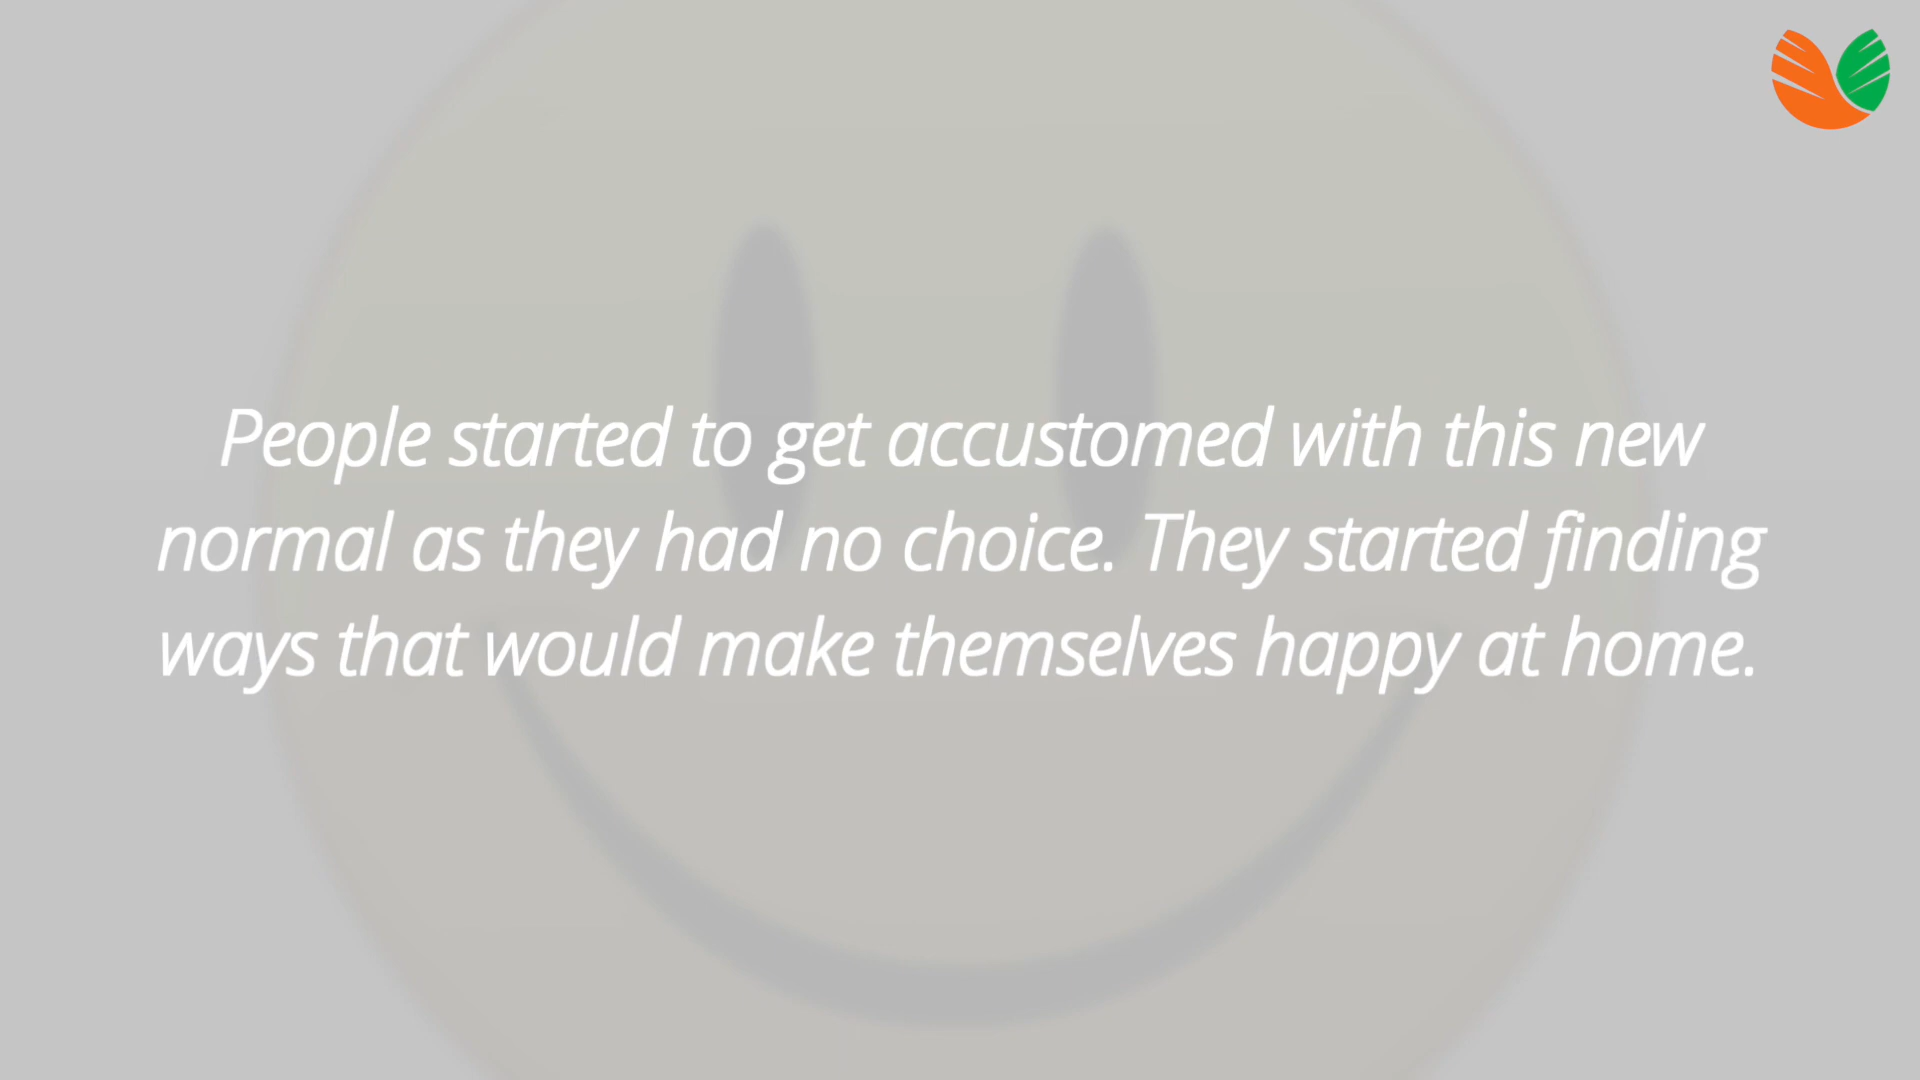 People started to get accustomed with this new
normal as they had no choice. They started finding
ways that would make themselves happy at home.